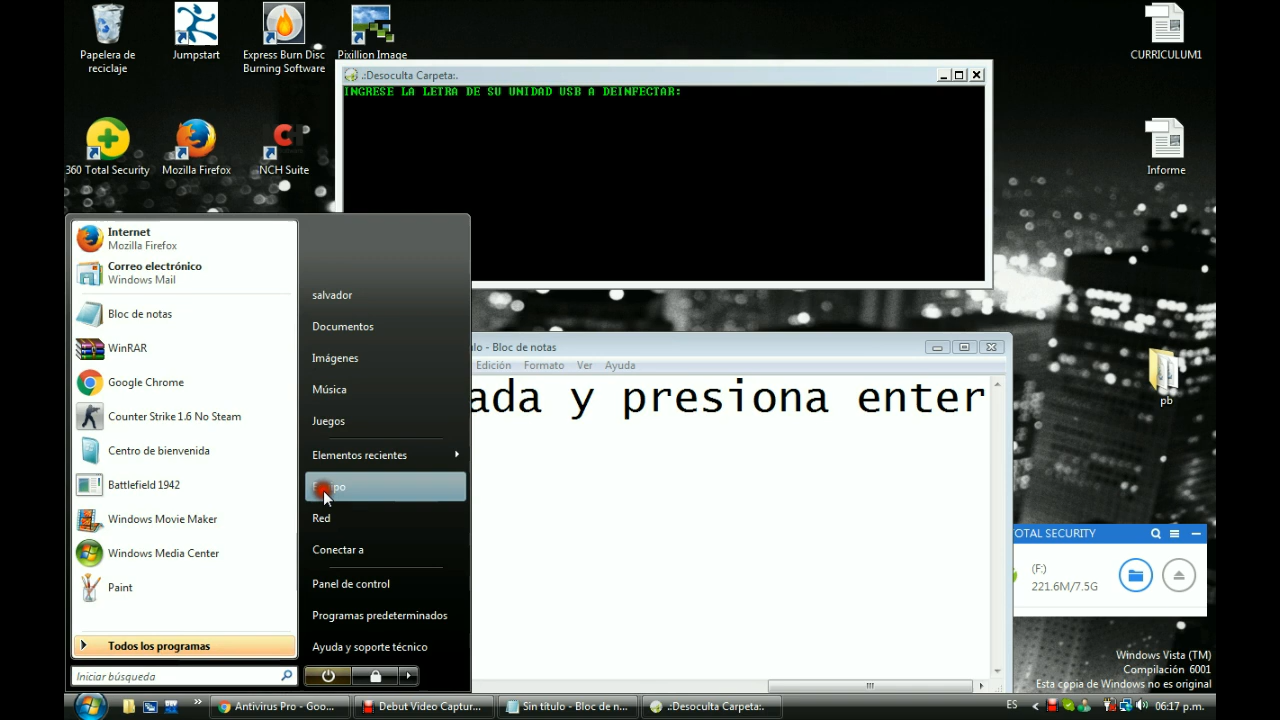 Papelera de
reciclaje
Jumpstart
Express Burn Disc
Burning Software
Pixillion Image
CURRICULUM1
.:Desoculta Carpeta:.
INGRESE LA LETRA DE SU UNIDAD USB A DEINFECTAR:
360 Total Security
Mozilla Firefox
NCH Suite
Informe
Internet
Mozilla Firefox
Correo electrónico
Windows Mail
Bloc de notas
WinRAR
Google Chrome
Counter Strike 1.6 No Steam
Centro de bienvenida
Battlefield 1942
Windows Movie Maker
Windows Media Center
Paint
Todos los programas
Iniciar búsqueda
salvador
Documentos
Imágenes
Música
Juegos
Elementos recientes
Red
Conectar a
Panel de control
Programas predeterminados
Ayuda y soporte técnico
lo - Bloc de notas
Edición Formato Ver Ayuda
ada y presiona enter
pb
OTAL SECURITY
(F:)
221.6M/7.5G
Windows Vista (TM)
Compilación 6001
Esta copia de Windows no es original
Antivirus Pro - Goo...
Debut Video Captur...
Sin título - Bloc de n...
.:Desoculta Carpeta:.
ES
06:17 p.m.